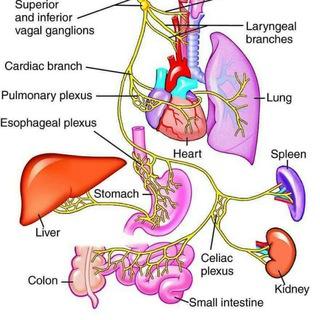 Superior
and inferior
vagal ganglions
Laryngeal
branches
Cardiac branch
Pulmonary plexus
Lung
Esophageal plexus
Heart
Spleen
Stomach
Liver
Celiac
plexus
Colon
Kidney
Small intestine